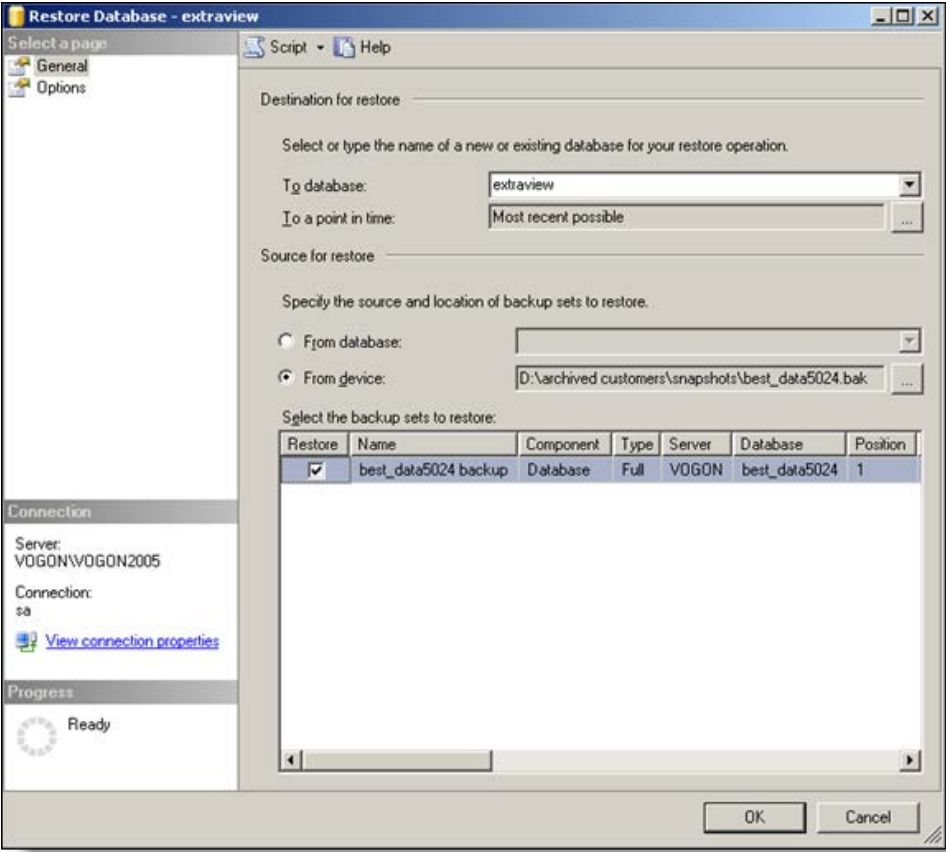 Restore Database - extraview
Select a page
General
Options
Script Help
Destination for restore
Select or type the name of a new or existing database for your restore operation.
To database: extraview
To a point in time: Most recent possible ...
Source for restore
Specify the source and location of backup sets to restore.
From database:
From device: D:\archived customers\snapshots\best_data5024.bak ...
Select the backup sets to restore:
Restore Name Component Type Server Database Position
best_data5024 backup Database Full VOGON best_data5024 1
Connection
Server:
VOGON\VOGON2005
Connection:
sa
View connection properties
Progress
Ready
OK Cancel